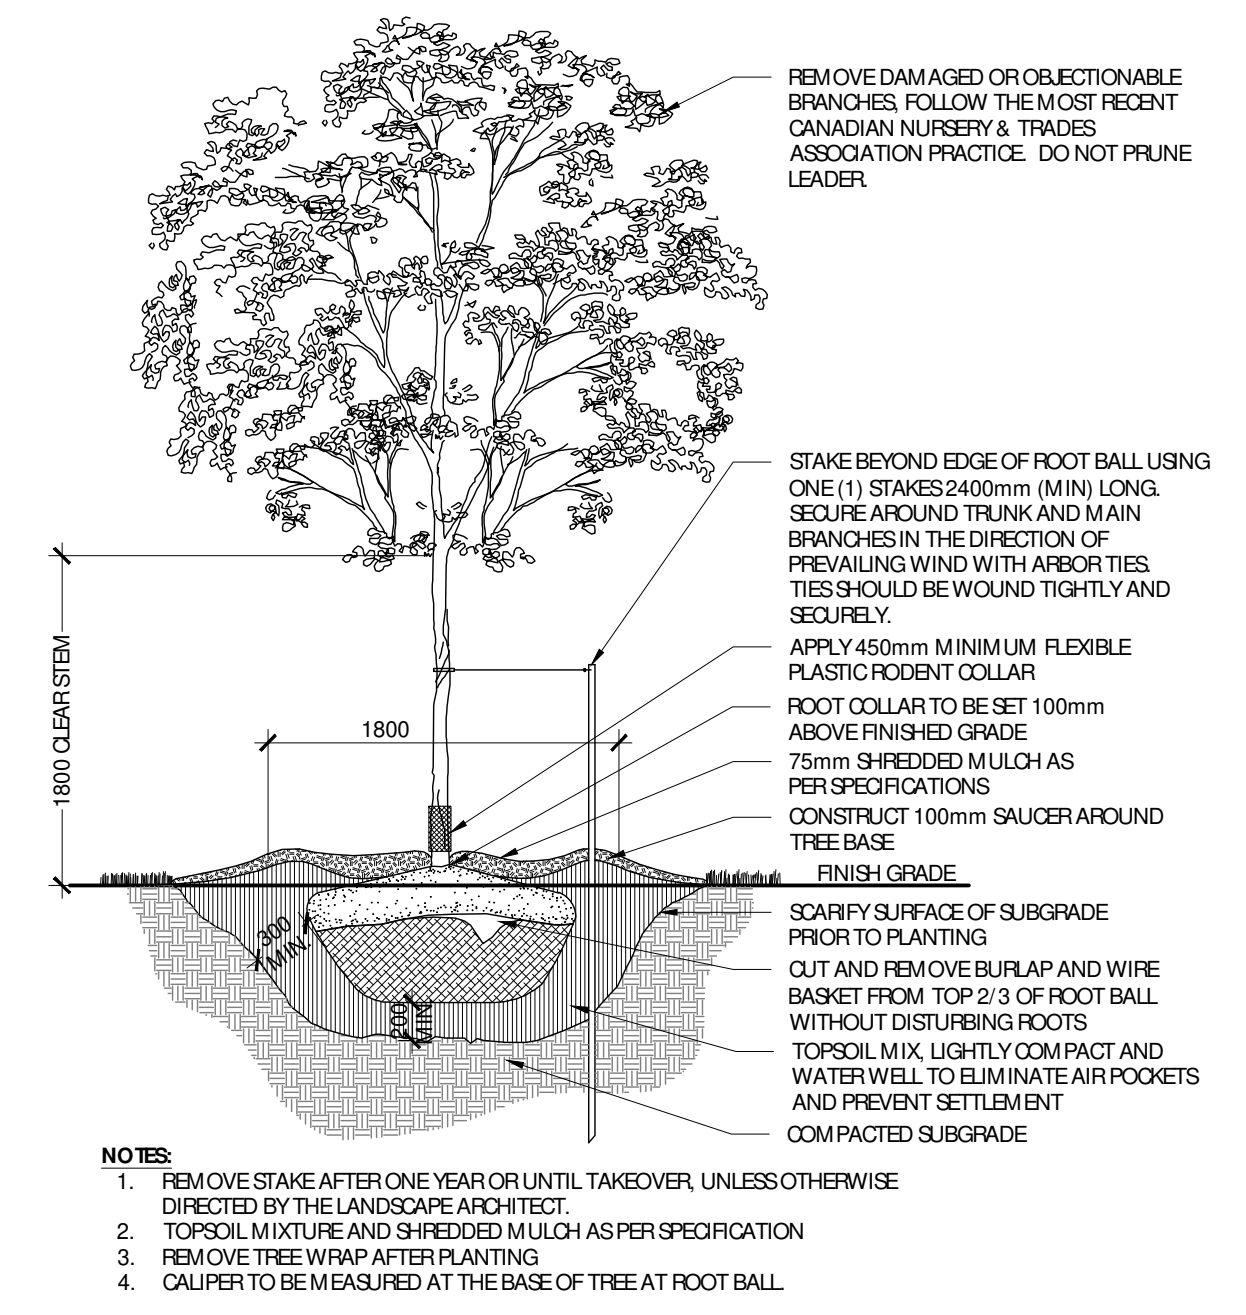 REMOVE DAMAGED OR OBJECTIONABLE
BRANCHES, FOLLOW THE MOST RECENT
CANADIAN NURSERY & TRADES
ASSOCIATION PRACTICE. DO NOT PRUNE
LEADER.
STAKE BEYOND EDGE OF ROOT BALL USING
ONE (1) STAKES 2400mm (MIN) LONG.
SECURE AROUND TRUNK AND MAIN
BRANCHES IN THE DIRECTION OF
PREVAILING WIND WITH ARBOR TIES.
TIES SHOULD BE WOUND TIGHTLY AND
SECURELY.
1800 CLEAR STEM
APPLY 450mm MINIMUM FLEXIBLE
PLASTIC RODENT COLLAR
ROOT COLLAR TO BE SET 100mm
ABOVE FINISHED GRADE
1800
75mm SHREDDED MULCH AS
PER SPECIFICATIONS
CONSTRUCT 100mm SAUCER AROUND
TREE BASE
FINISH GRADE
SCARIFY SURFACE OF SUBGRADE
PRIOR TO PLANTING
300
MIN.
CUT AND REMOVE BURLAP AND WIRE
BASKET FROM TOP 2/3 OF ROOT BALL
WITHOUT DISTURBING ROOTS
200
MIN
TOPSOIL MIX, LIGHTLY COMPACT AND
WATER WELL TO ELIMINATE AIR POCKETS
AND PREVENT SETTLEMENT
COMPACTED SUBGRADE
NOTES:
1. REMOVE STAKE AFTER ONE YEAR OR UNTIL TAKEOVER, UNLESS OTHERWISE
DIRECTED BY THE LANDSCAPE ARCHITECT.
2. TOPSOIL MIXTURE AND SHREDDED MULCH AS PER SPECIFICATION
3. REMOVE TREE WRAP AFTER PLANTING
4. CALIPER TO BE MEASURED AT THE BASE OF TREE AT ROOT BALL.